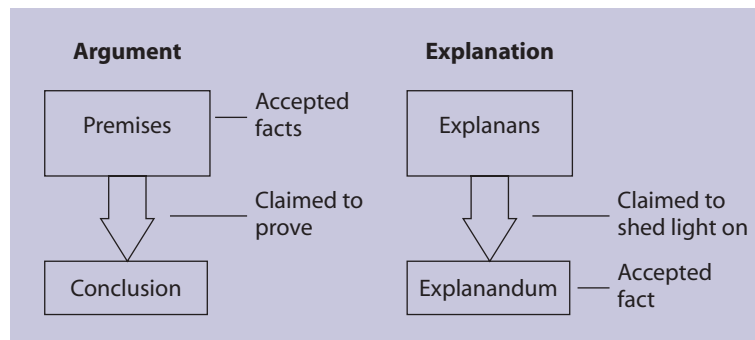 Argument
Premises
Accepted
facts
Claimed to
prove
Conclusion
Explanation
Explanans
Claimed to
shed light on
Explanandum
Accepted
fact